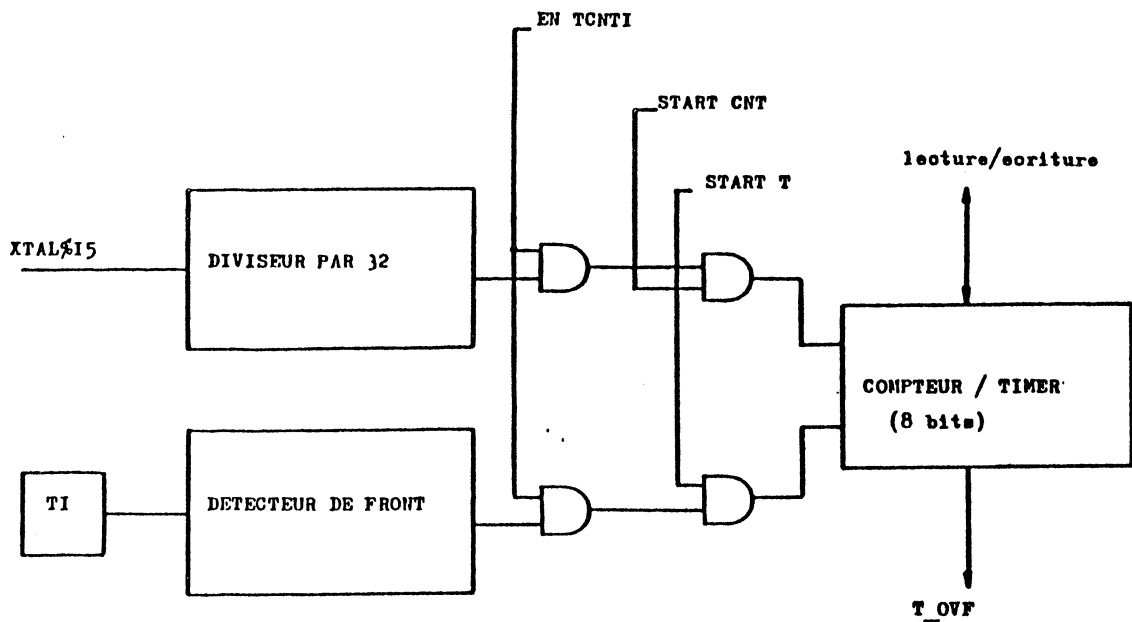 EN TCNTI
START CNT
lecture/ecriture
START T
XTAL%I5
DIVISEUR PAR 32
COMPTEUR / TIMER
(8 bits)
TI
DETECTEUR DE FRONT
T_OVF